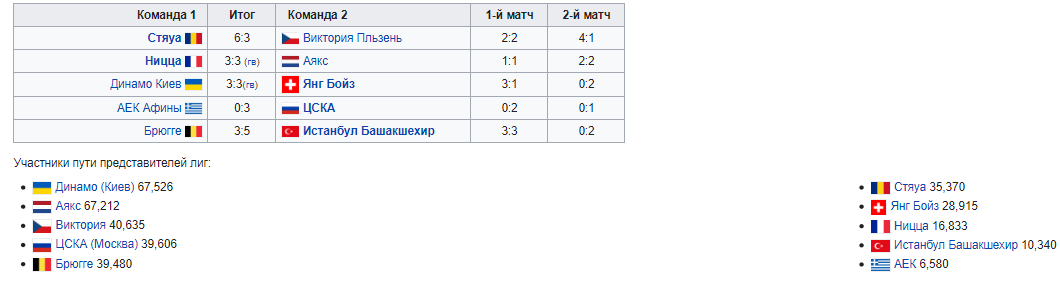 Команда 1 Итог Команда 2 1-й матч 2-й матч
Стяуа 6:3 Виктория Пльзень 2:2 4:1
Ницца 3:3 (гв) Аякс 1:1 2:2
Динамо Киев 3:3(гв) Янг Бойз 3:1 0:2
АЕК Афины 0:3 ЦСКА 0:2 0:1
Брюгге 3:5 Истанбул Башакшехир 3:3 0:2
Участники пути представителей лиг:
Динамо (Киев) 67,526 Стяуа 35,370
Аякс 67,212 Янг Бойз 28,915
Виктория 40,635 Ницца 16,833
ЦСКА (Москва) 39,606 Истанбул Башакшехир 10,340
Брюгге 39,480 АЕК 6,580